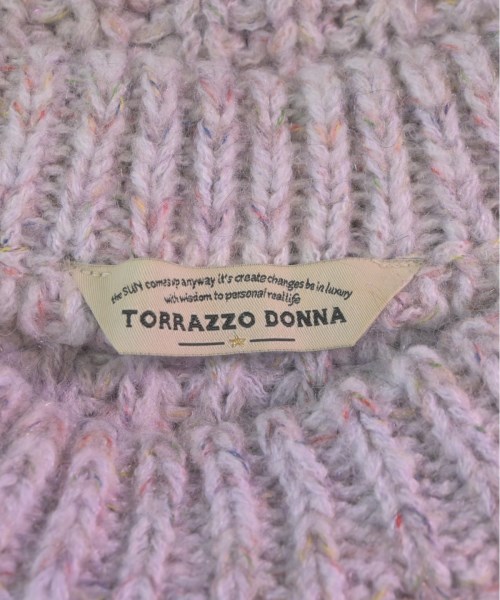 the SUN comes up anyway it's create changes be in luxury
with wisdom to personal real life
TORRAZZO DONNA